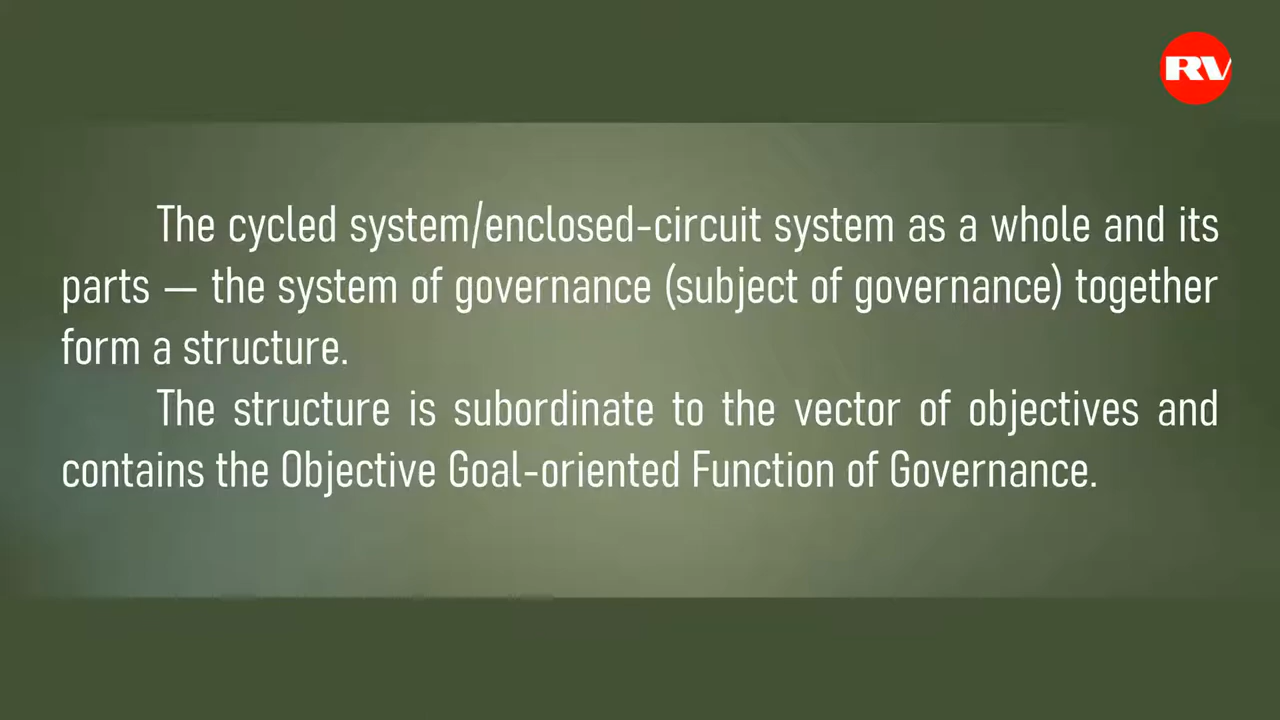 RV
The cycled system/enclosed-circuit system as a whole and its
parts — the system of governance (subject of governance) together
form a structure.
The structure is subordinate to the vector of objectives and
contains the Objective Goal-oriented Function of Governance.